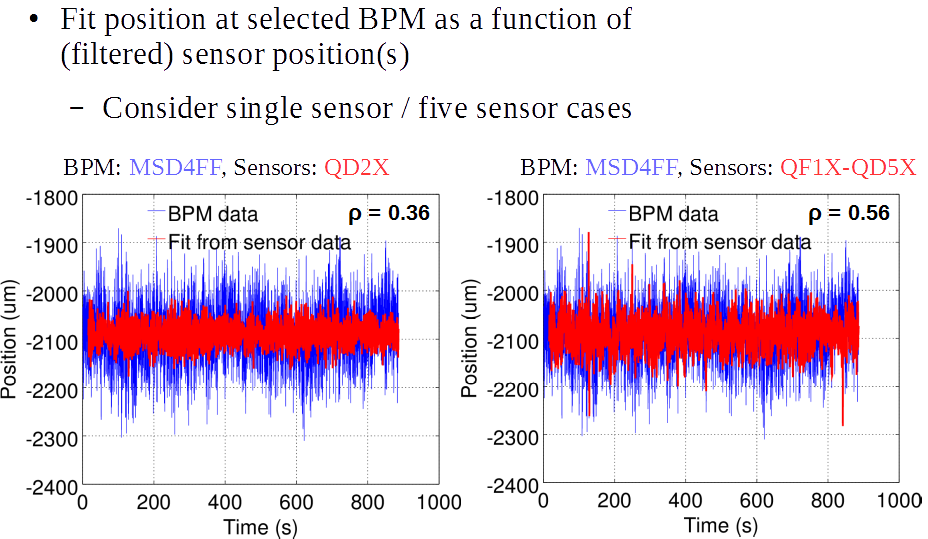 • Fit position at selected BPM as a function of
(filtered) sensor position(s)
– Consider single sensor / five sensor cases
BPM: MSD4FF, Sensors: QD2X
-1800
-1900
-2000
-2100
-2200
-2300
-2400
Position (um)
BPM data
Fit from sensor data
ρ = 0.36
0 200 400 600 800 1000
Time (s)
BPM: MSD4FF, Sensors: QF1X-QD5X
-1800
-1900
-2000
-2100
-2200
-2300
-2400
Position (um)
BPM data
Fit from sensor data
ρ = 0.56
0 200 400 600 800 1000
Time (s)